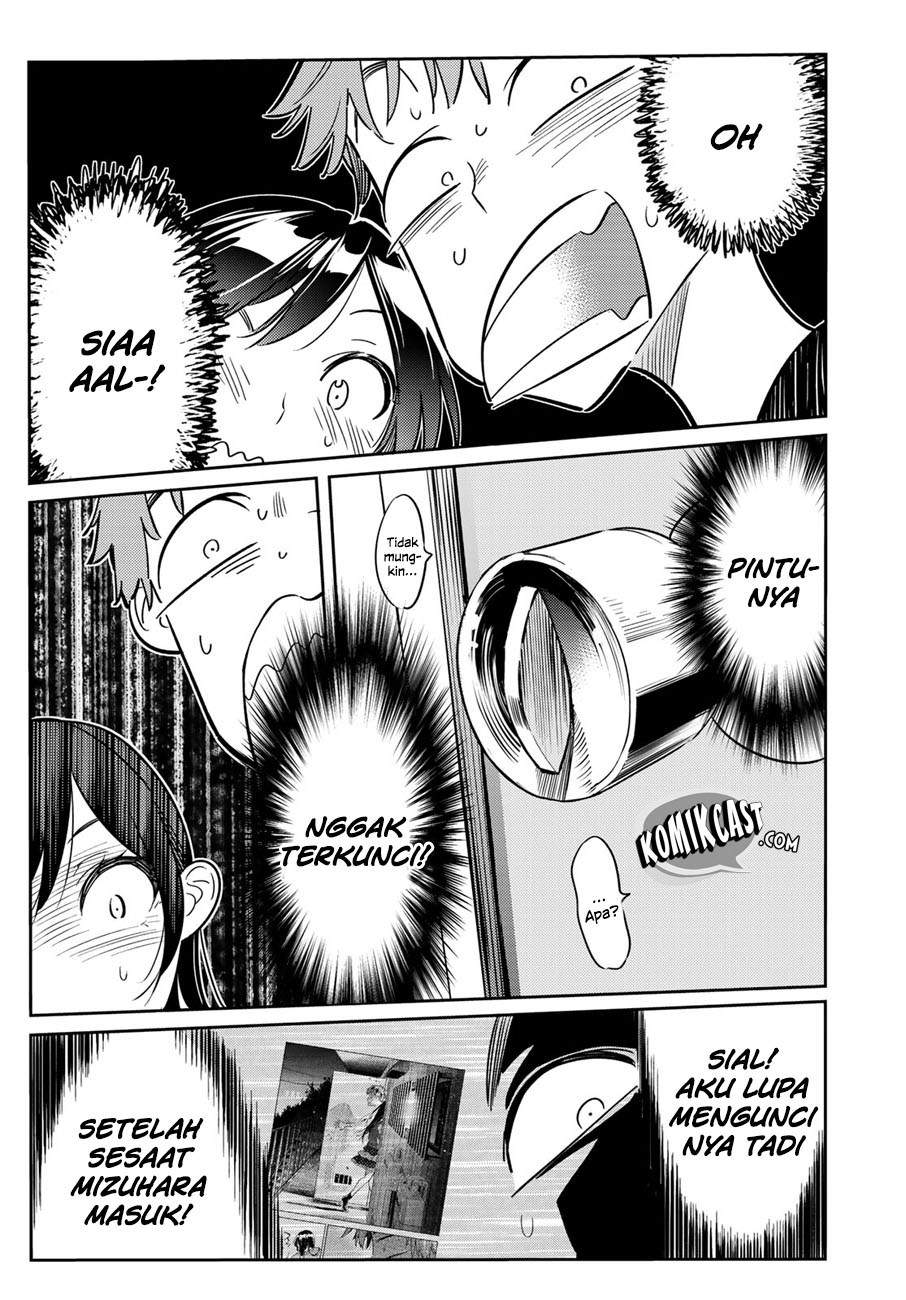 OH
SIAA
AAL-!
PINTU-
NYA
Tidak
mung-
kin...
...
Apa?
KOMIKCAST
.COM
NGGAK
TERKUNCI!
SIAL!
AKU LUPA
MENGUNCI
NYA TADI
SETELAH
SESAAT
MIZUHARA
MASUK!